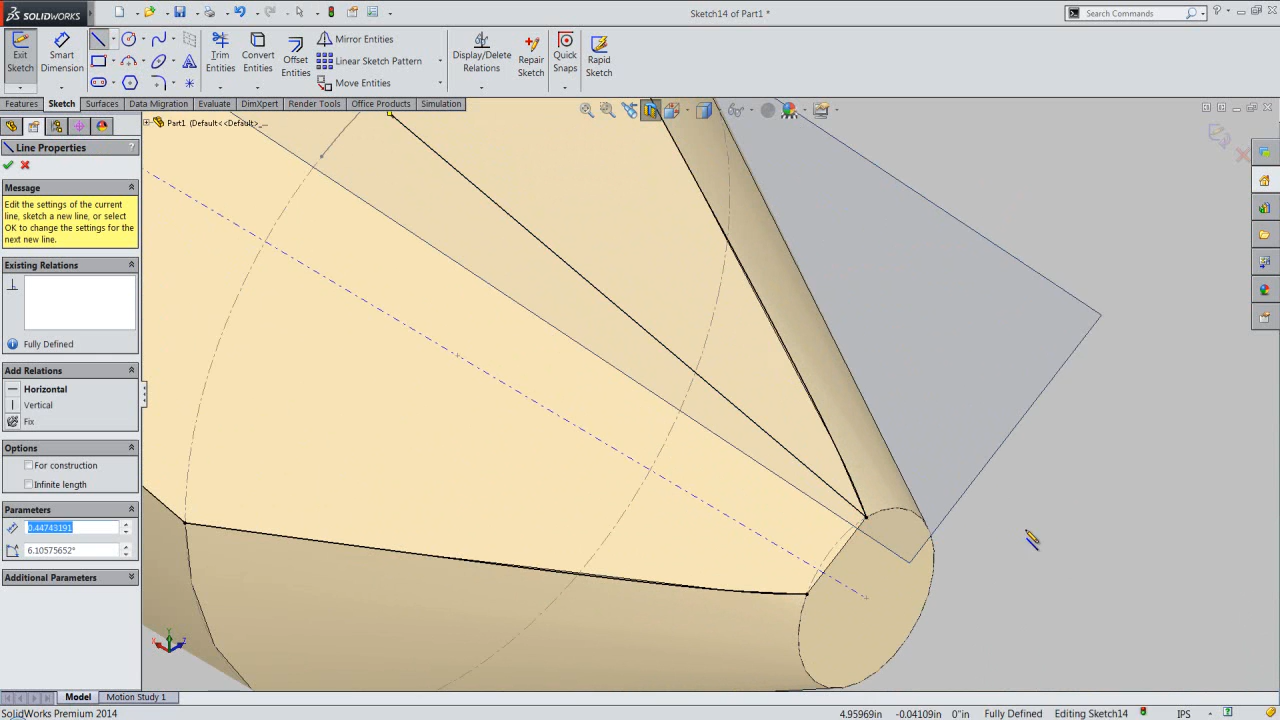 SOLIDWORKS
Sketch14 of Part1 *
Search Commands
Exit Sketch
Smart Dimension
Trim Entities
Convert Entities
Offset Entities
Mirror Entities
Linear Sketch Pattern
Move Entities
Display/Delete Relations
Repair Sketch
Quick Snaps
Rapid Sketch
Features
Sketch
Surfaces
Data Migration
Evaluate
DimXpert
Render Tools
Office Products
Simulation
Part1 (Default<<Default>_...
Line Properties
?
Message
Edit the settings of the current
line, sketch a new line, or select
OK to change the settings for the
next new line.
Existing Relations
Fully Defined
Add Relations
Horizontal
Vertical
Fix
Options
For construction
Infinite length
Parameters
0.44743191
6.10575652°
Additional Parameters
Y
X
Z
Model
Motion Study 1
SolidWorks Premium 2014
4.95969in
-0.04109in
0"in
Fully Defined
Editing Sketch14
IPS